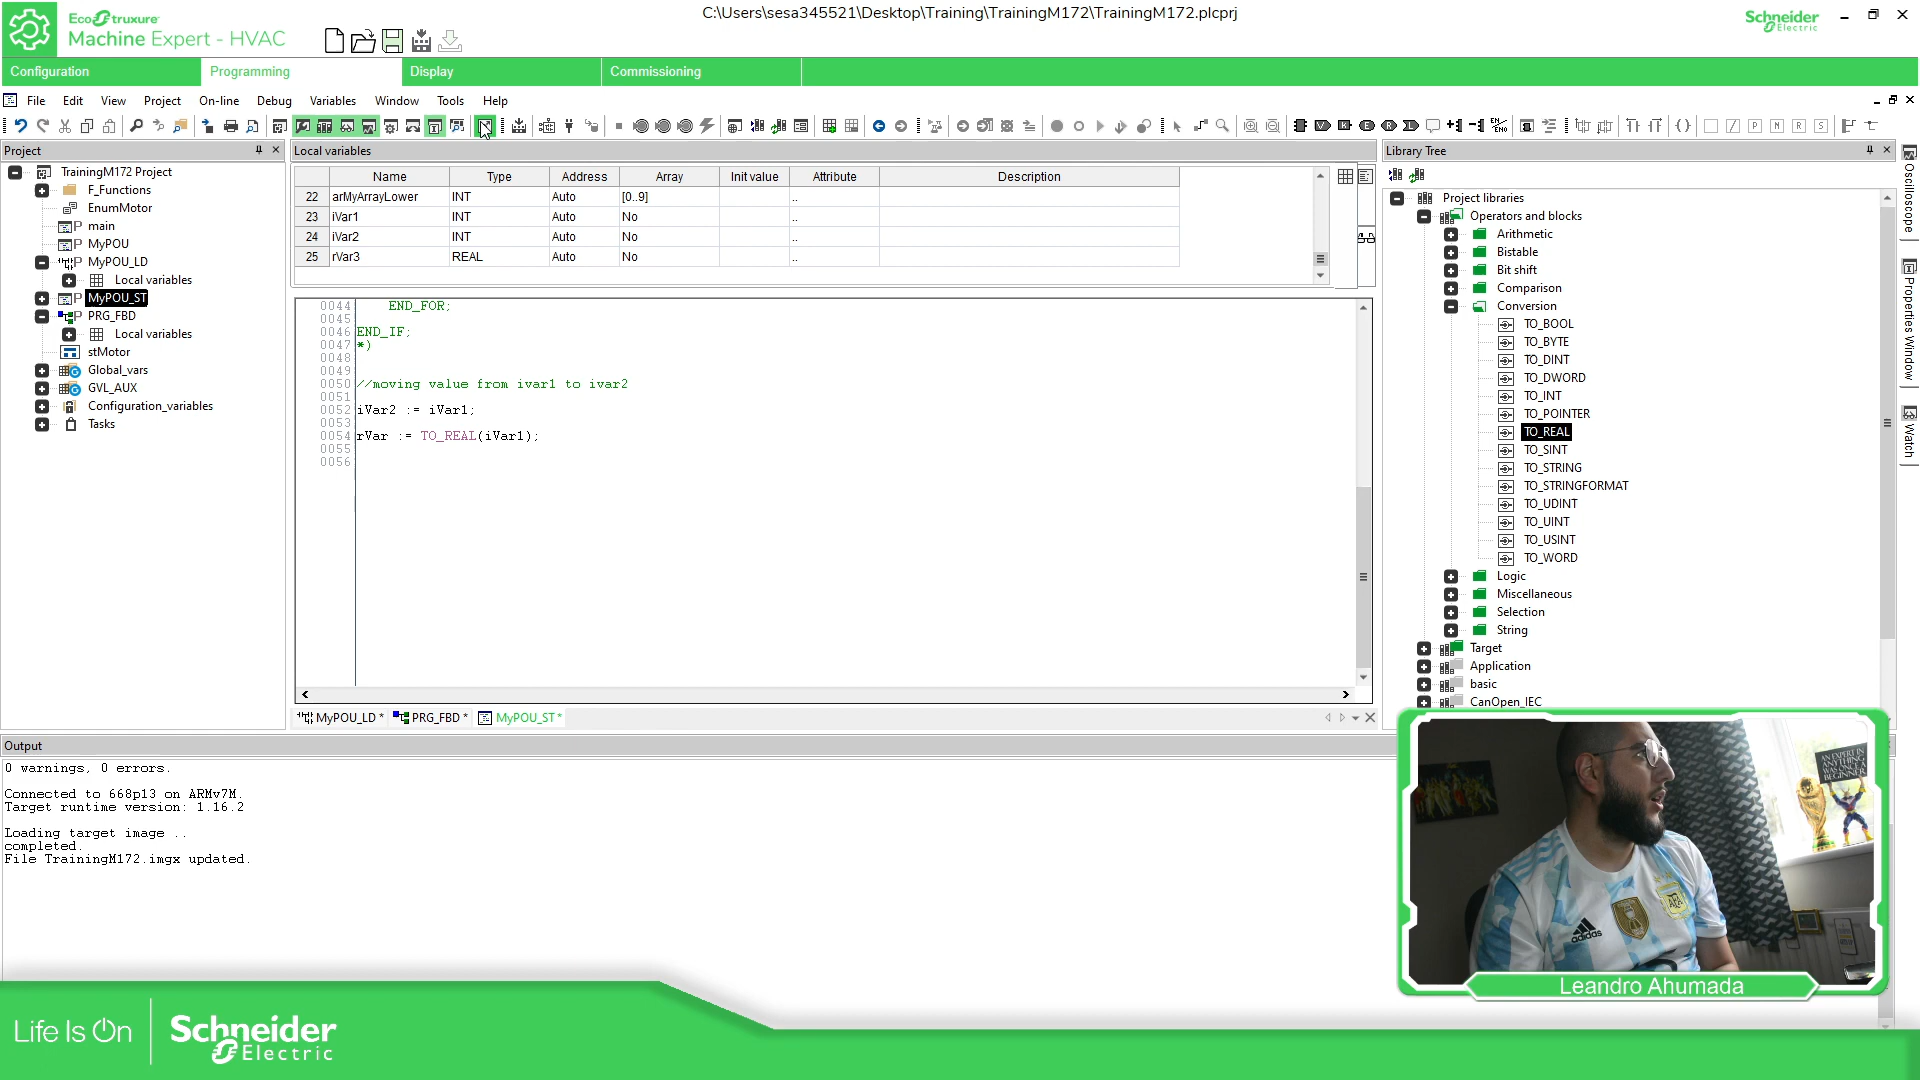 C:\Users\sesa345521\Desktop\Training\TrainingM172\TrainingM172.plcprj
EcoStruxure
Machine Expert - HVAC
Schneider
Electric
Configuration
Programming
Display
Commissioning
File Edit View Project On-line Debug Variables Window Tools Help
Project
TrainingM172 Project
F_Functions
EnumMotor
main
MyPOU
MyPOU_LD
Local variables
MyPOU_ST
PRG_FBD
Local variables
stMotor
Global_vars
GVL_AUX
Configuration_variables
Tasks
Local variables
Name Type Address Array Init value Attribute Description
22 arMyArrayLower INT Auto [0..9] ..
23 iVar1 INT Auto No ..
24 iVar2 INT Auto No ..
25 rVar3 REAL Auto No ..
0044 END_FOR;
0045
0046 END_IF;
0047 *)
0048
0049
0050 //moving value from ivar1 to ivar2
0051
0052 iVar2 := iVar1;
0053
0054 rVar := TO_REAL(iVar1);
0055
0056
MyPOU_LD * PRG_FBD * MyPOU_ST*
Library Tree
Project libraries
Operators and blocks
Arithmetic
Bistable
Bit shift
Comparison
Conversion
TO_BOOL
TO_BYTE
TO_DINT
TO_DWORD
TO_INT
TO_POINTER
TO_REAL
TO_SINT
TO_STRING
TO_STRINGFORMAT
TO_UDINT
TO_UINT
TO_USINT
TO_WORD
Logic
Miscellaneous
Selection
String
Target
Application
basic
CanOpen_IEC
Oscilloscope
Properties Window
Watch
Output
0 warnings, 0 errors.
Connected to 668p13 on ARMv7M.
Target runtime version: 1.16.2
Loading target image ..
completed.
File TrainingM172.imgx updated.
AN EXPERT IN
ANYTHING
WAS ONCE A
BEGINNER
adidas
AFA
Leandro Ahumada
Life Is On
Schneider
Electric